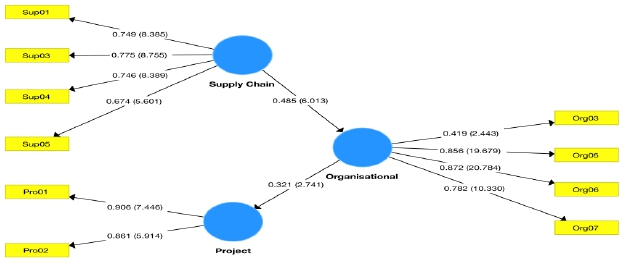 Sup01
0.749 (8.385)
Sup03
0.775 (8.755)
Sup04
0.746 (8.389)
Supply Chain
0.674 (5.601)
0.485 (6.013)
Sup05
Org03
0.419 (2.443)
0.856 (19.679)
Org05
0.872 (20.784)
Organisational
Org06
0.782 (10.330)
0.321 (2.741)
Pro01
0.906 (7.446)
Org07
0.861 (5.914)
Pro02
Project